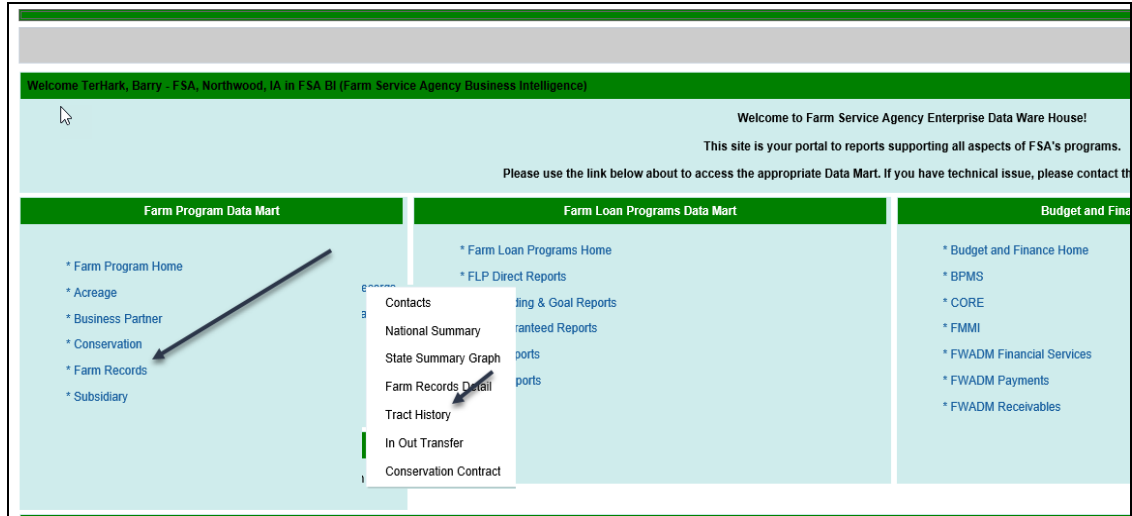 Welcome TerHark, Barry - FSA, Northwood, IA in FSA BI (Farm Service Agency Business Intelligence)
Welcome to Farm Service Agency Enterprise Data Ware House!
This site is your portal to reports supporting all aspects of FSA's programs.
Please use the link below about to access the appropriate Data Mart. If you have technical issue, please contact th
Farm Program Data Mart
* Farm Program Home
* Acreage
* Business Partner
* Conservation
* Farm Records
* Subsidiary
Contacts
National Summary
State Summary Graph
Farm Records Detail
Tract History
In Out Transfer
Conservation Contract
Farm Loan Programs Data Mart
* Farm Loan Programs Home
* FLP Direct Reports
ding & Goal Reports
ranteed Reports
ports
ports
Budget and Fina
* Budget and Finance Home
* BPMS
* CORE
* FMMI
* FWADM Financial Services
* FWADM Payments
* FWADM Receivables